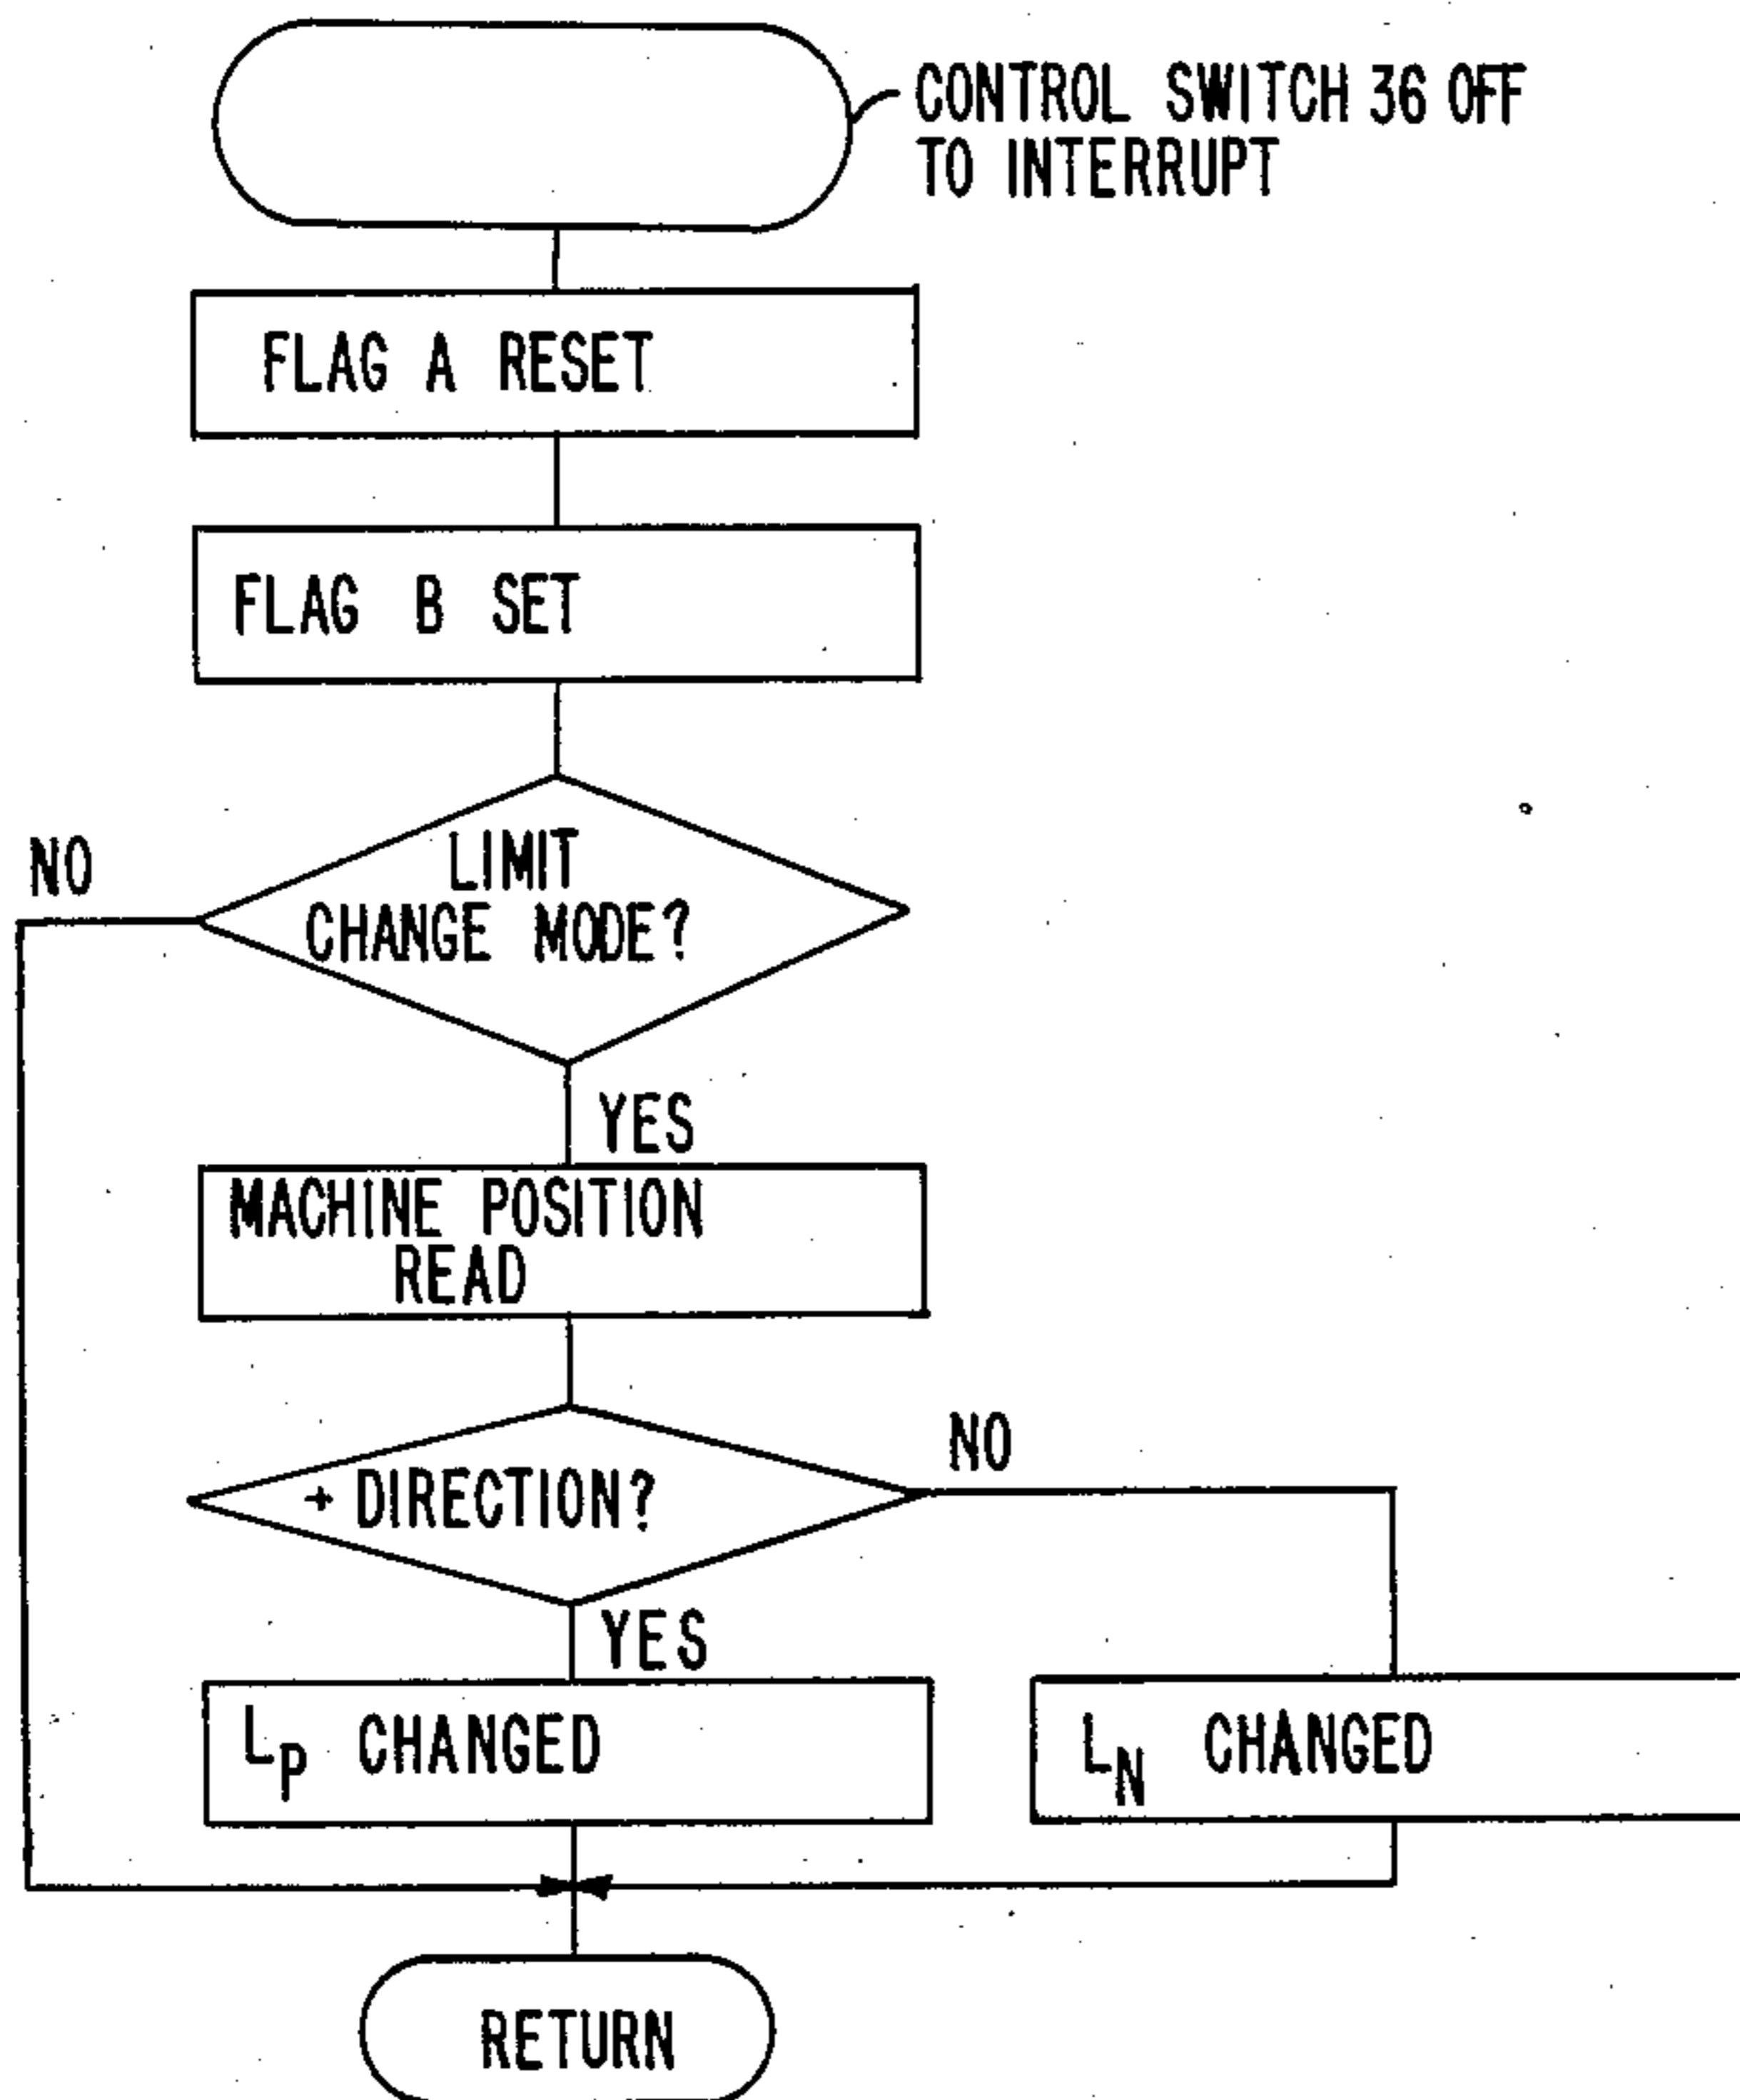 CONTROL SWITCH 36 OFF
TO INTERRUPT
FLAG A RESET
FLAG B SET
NO
LIMIT
CHANGE MODE?
YES
MACHINE POSITION
READ
NO
+ DIRECTION?
YES
LP CHANGED
LN CHANGED
RETURN